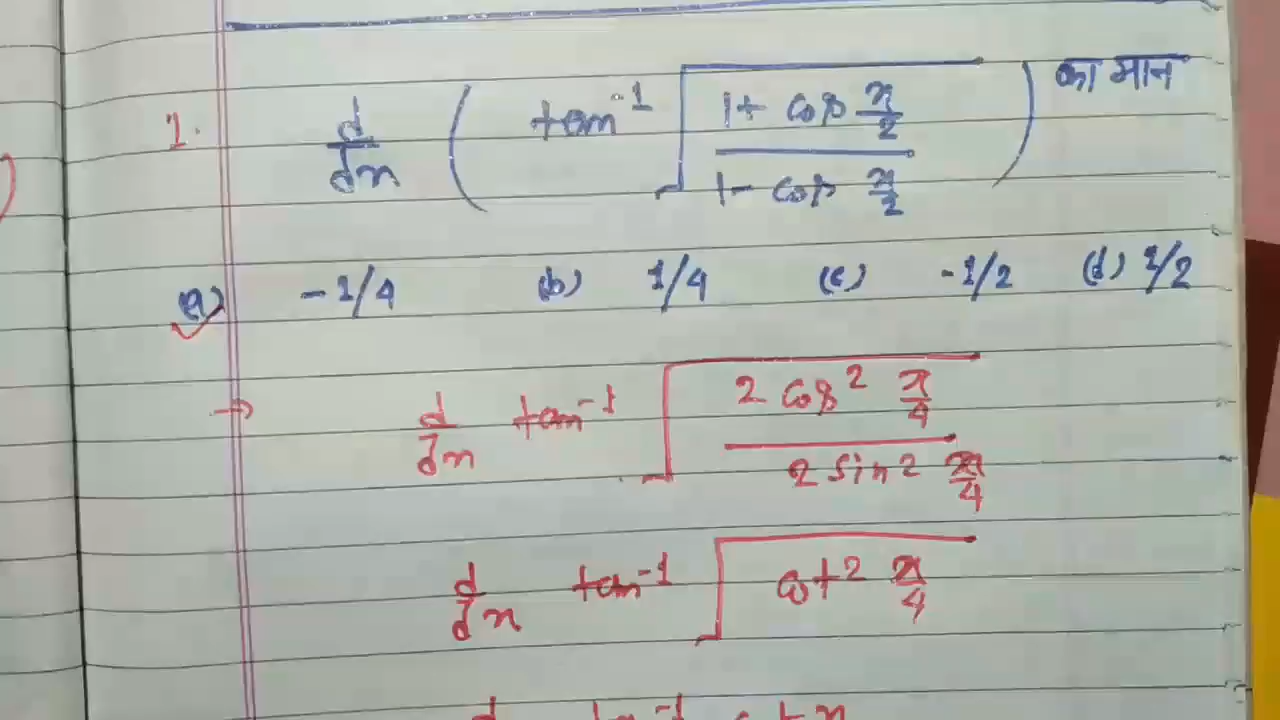 1. d/dx ( tan⁻¹ √((1 + cos x/2)/(1 - cos x/2)) ) का मान
(a) -1/4 (b) 1/4 (c) -1/2 (d) 1/2
→ d/dx tan⁻¹ √((2 cos² x/4)/(2 sin2 x/4))
d/dx tan⁻¹ √(cot² x/4)